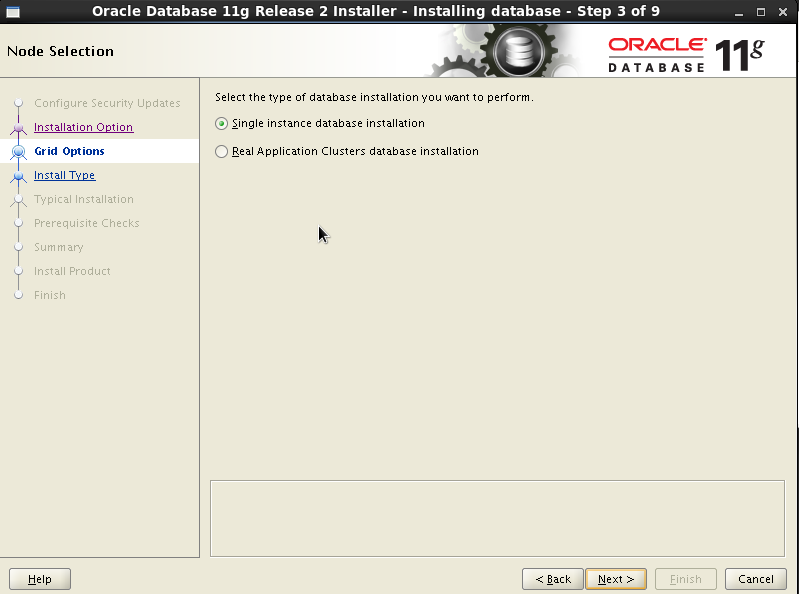 Oracle Database 11g Release 2 Installer - Installing database - Step 3 of 9
Node Selection
ORACLE®
DATABASE
11g
Configure Security Updates
Installation Option
Grid Options
Install Type
Typical Installation
Prerequisite Checks
Summary
Install Product
Finish
Select the type of database installation you want to perform.
Single instance database installation
Real Application Clusters database installation
Help
< Back
Next >
Finish
Cancel